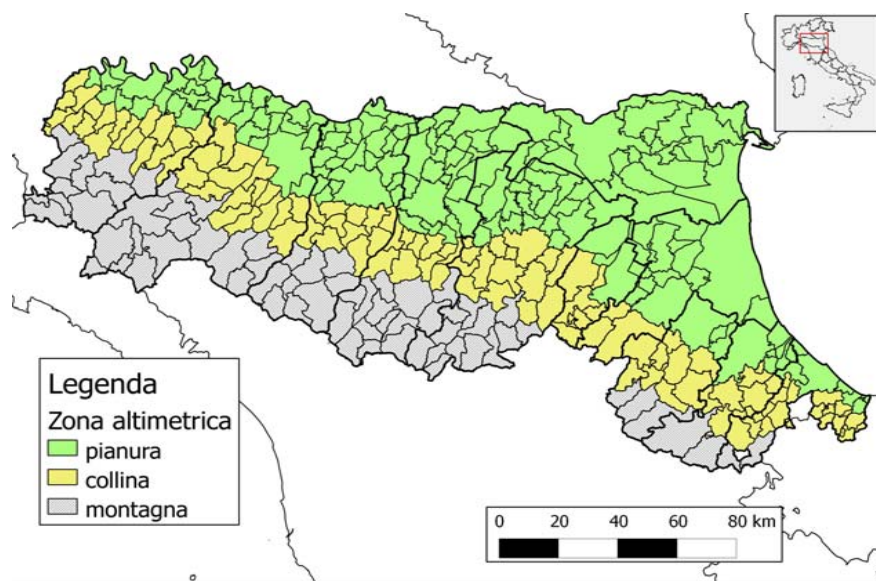 Legenda
Zona altimetrica
pianura
collina
montagna
0 20 40 60 80 km